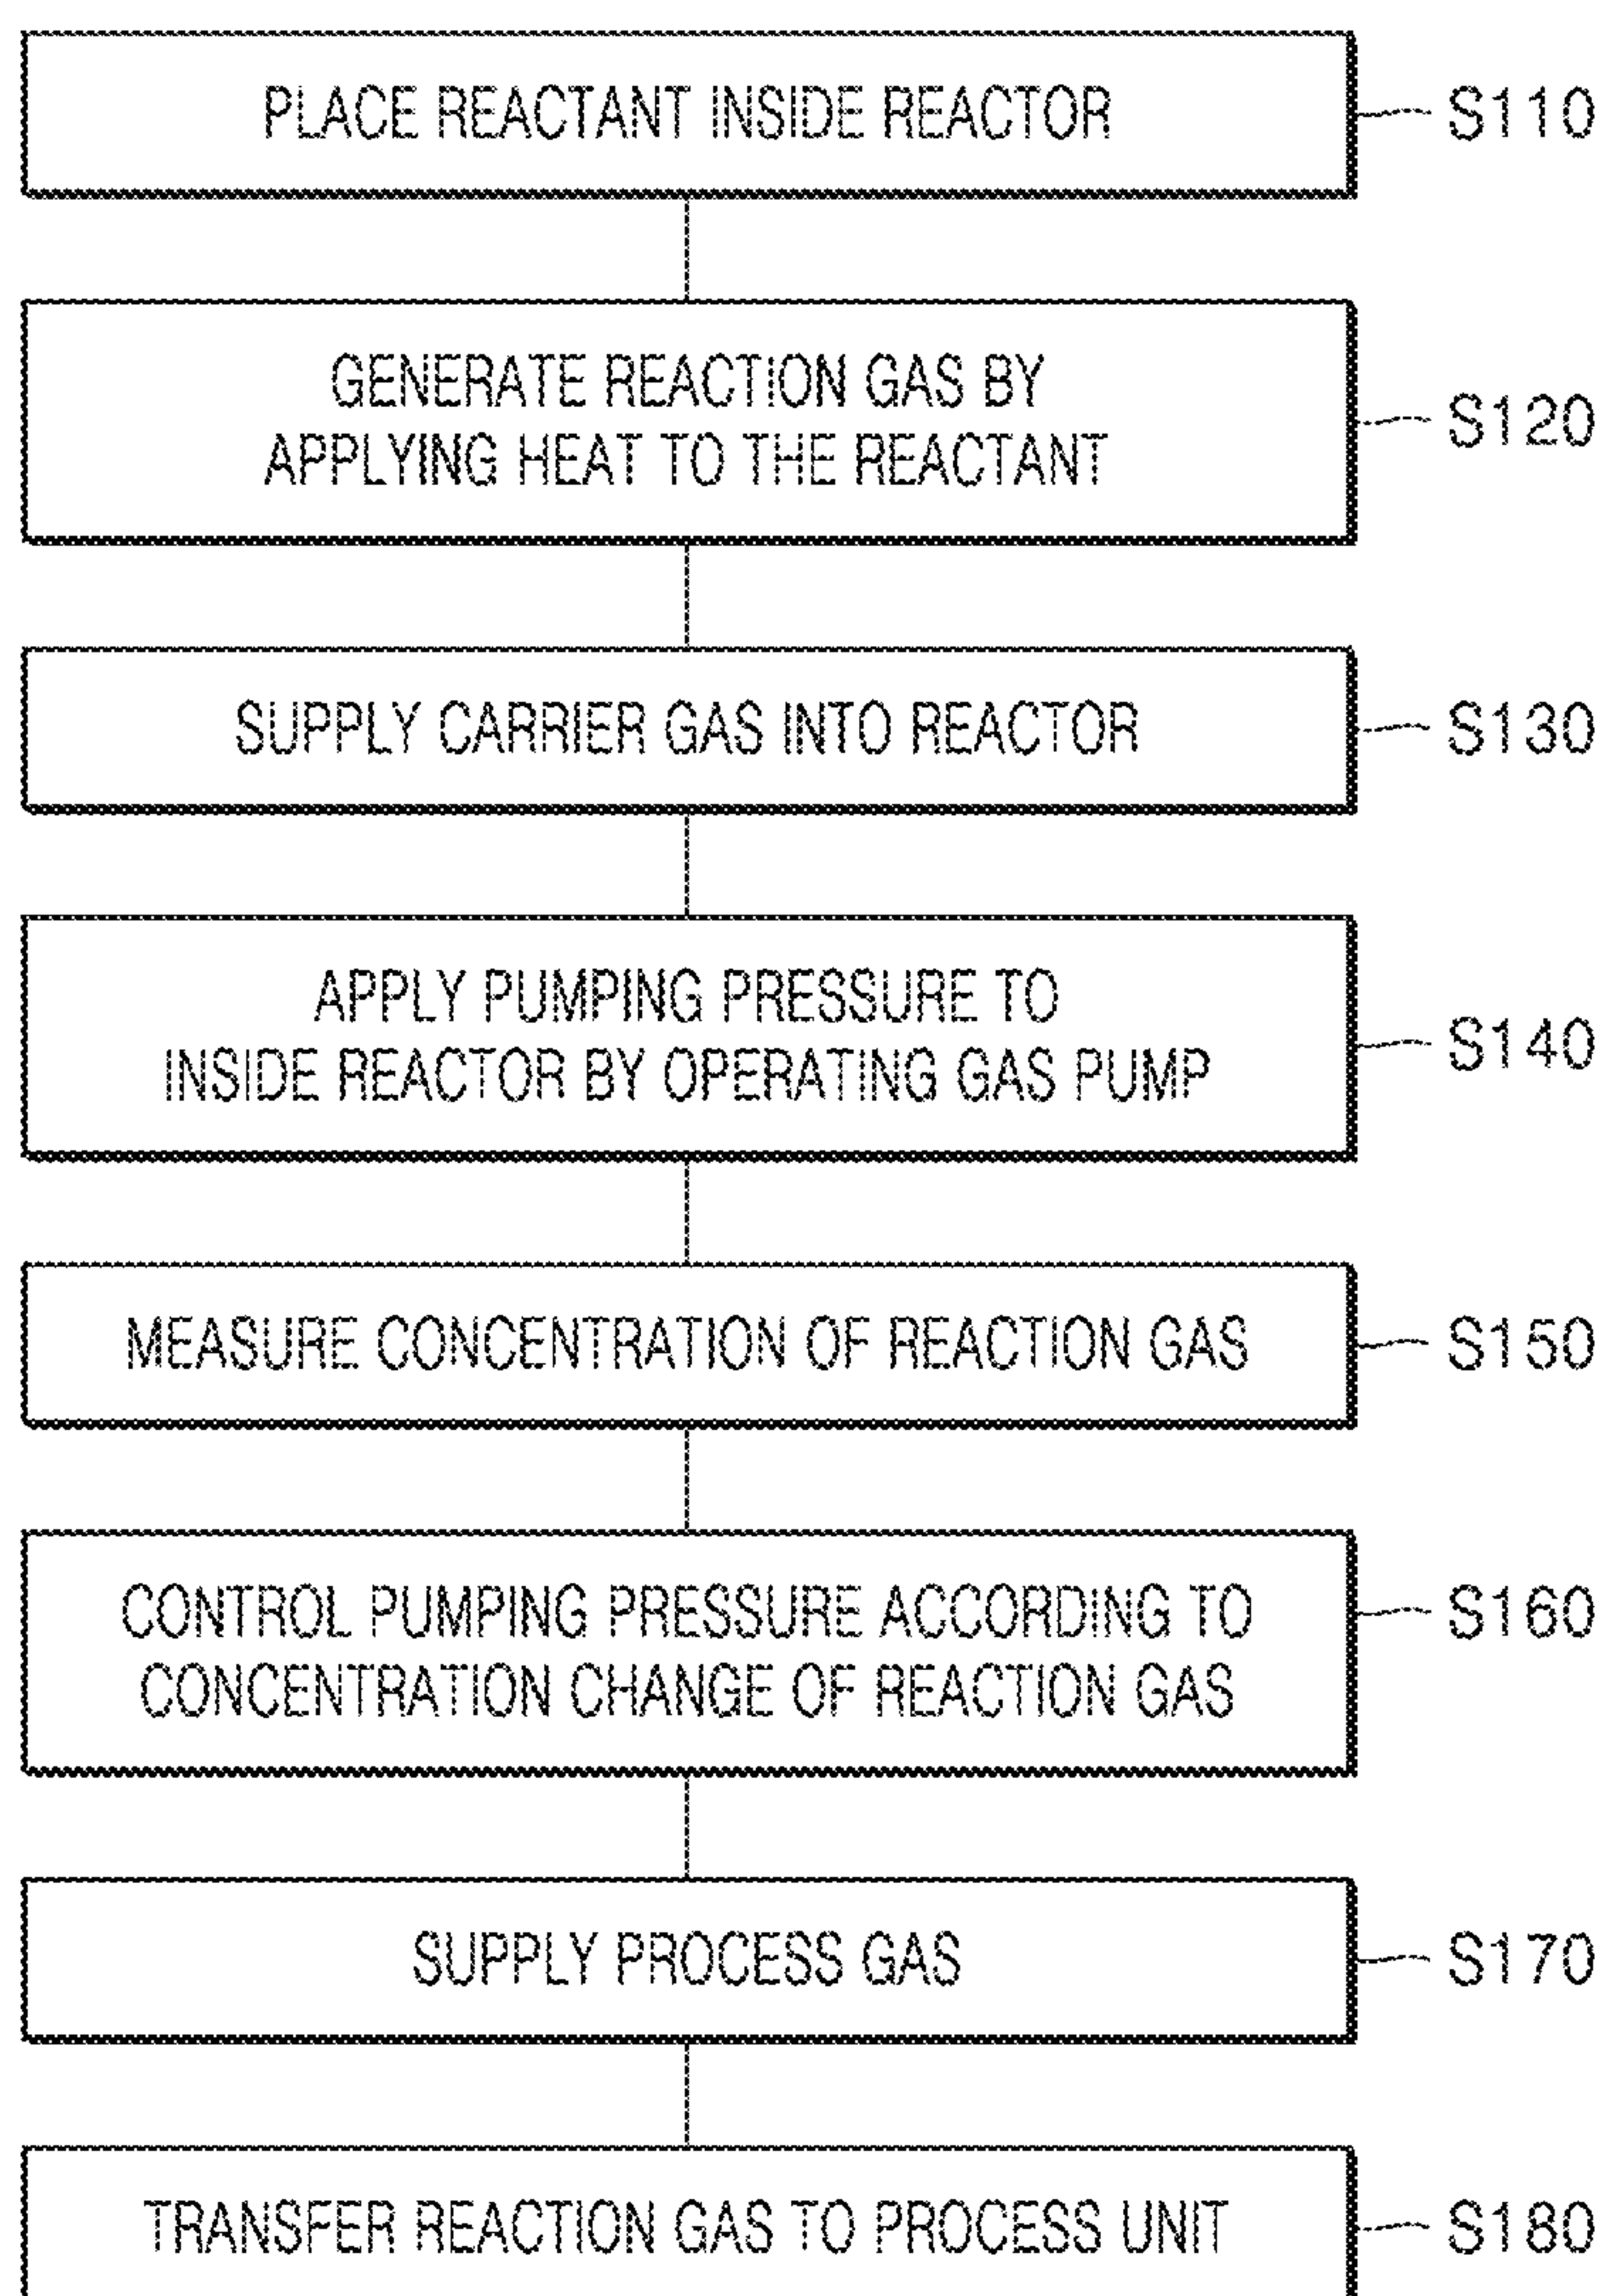 PLACE REACTANT INSIDE REACTOR
S110
GENERATE REACTION GAS BY
APPLYING HEAT TO THE REACTANT
S120
SUPPLY CARRIER GAS INTO REACTOR
S130
APPLY PUMPING PRESSURE TO
INSIDE REACTOR BY OPERATING GAS PUMP
S140
MEASURE CONCENTRATION OF REACTION GAS
S150
CONTROL PUMPING PRESSURE ACCORDING TO
CONCENTRATION CHANGE OF REACTION GAS
S160
SUPPLY PROCESS GAS
S170
TRANSFER REACTION GAS TO PROCESS UNIT
S180